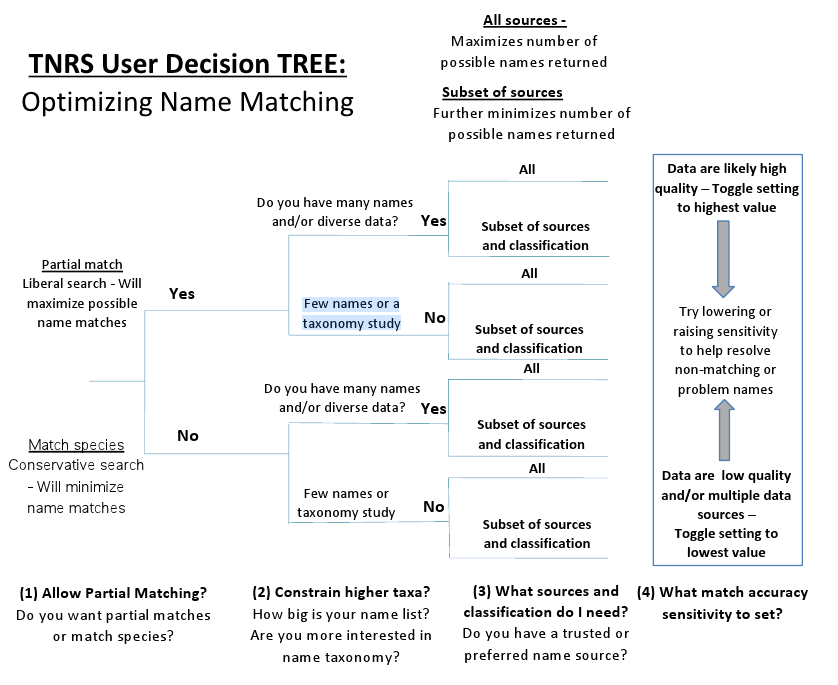 TNRS User Decision TREE:
Optimizing Name Matching
All sources -
Maximizes number of
possible names returned
Subset of sources
Further minimizes number of
possible names returned
Partial match
Liberal search - Will
maximize possible
name matches
Yes
Match species
Conservative search
- Will minimize
name matches
No
Do you have many names
and/or diverse data?
Yes
Few names or a
taxonomy study
No
Do you have many names
and/or diverse data?
Yes
Few names or
taxonomy study
No
All
Subset of sources
and classification
All
Subset of sources
and classification
All
Subset of sources
and classification
All
Subset of sources
and classification
Data are likely high
quality – Toggle setting
to highest value
Try lowering or
raising sensitivity
to help resolve
non-matching or
problem names
Data are low quality
and/or multiple data
sources –
Toggle setting to
lowest value
(1) Allow Partial Matching?
Do you want partial matches
or match species?
(2) Constrain higher taxa?
How big is your name list?
Are you more interested in
name taxonomy?
(3) What sources and
classification do I need?
Do you have a trusted or
preferred name source?
(4) What match accuracy
sensitivity to set?